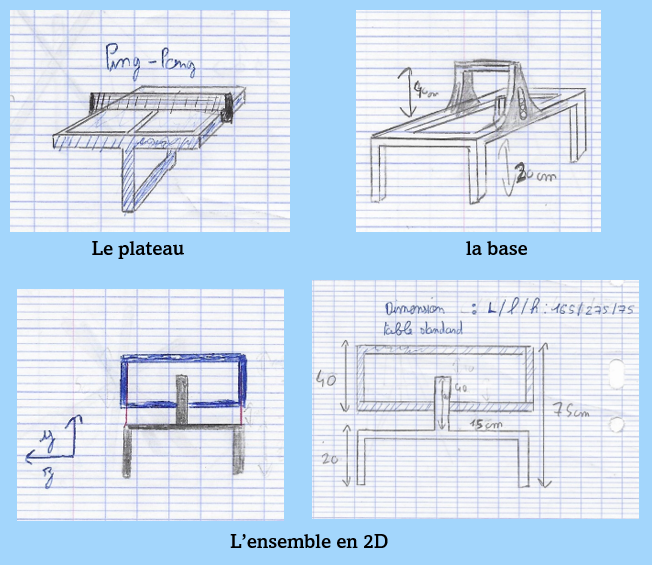 Ping-Pong
40cm
20cm
Le plateau
la base
Dimension : L/l/h : 165/275/75
table standard
40
40
75cm
15cm
20
y
z
L'ensemble en 2D